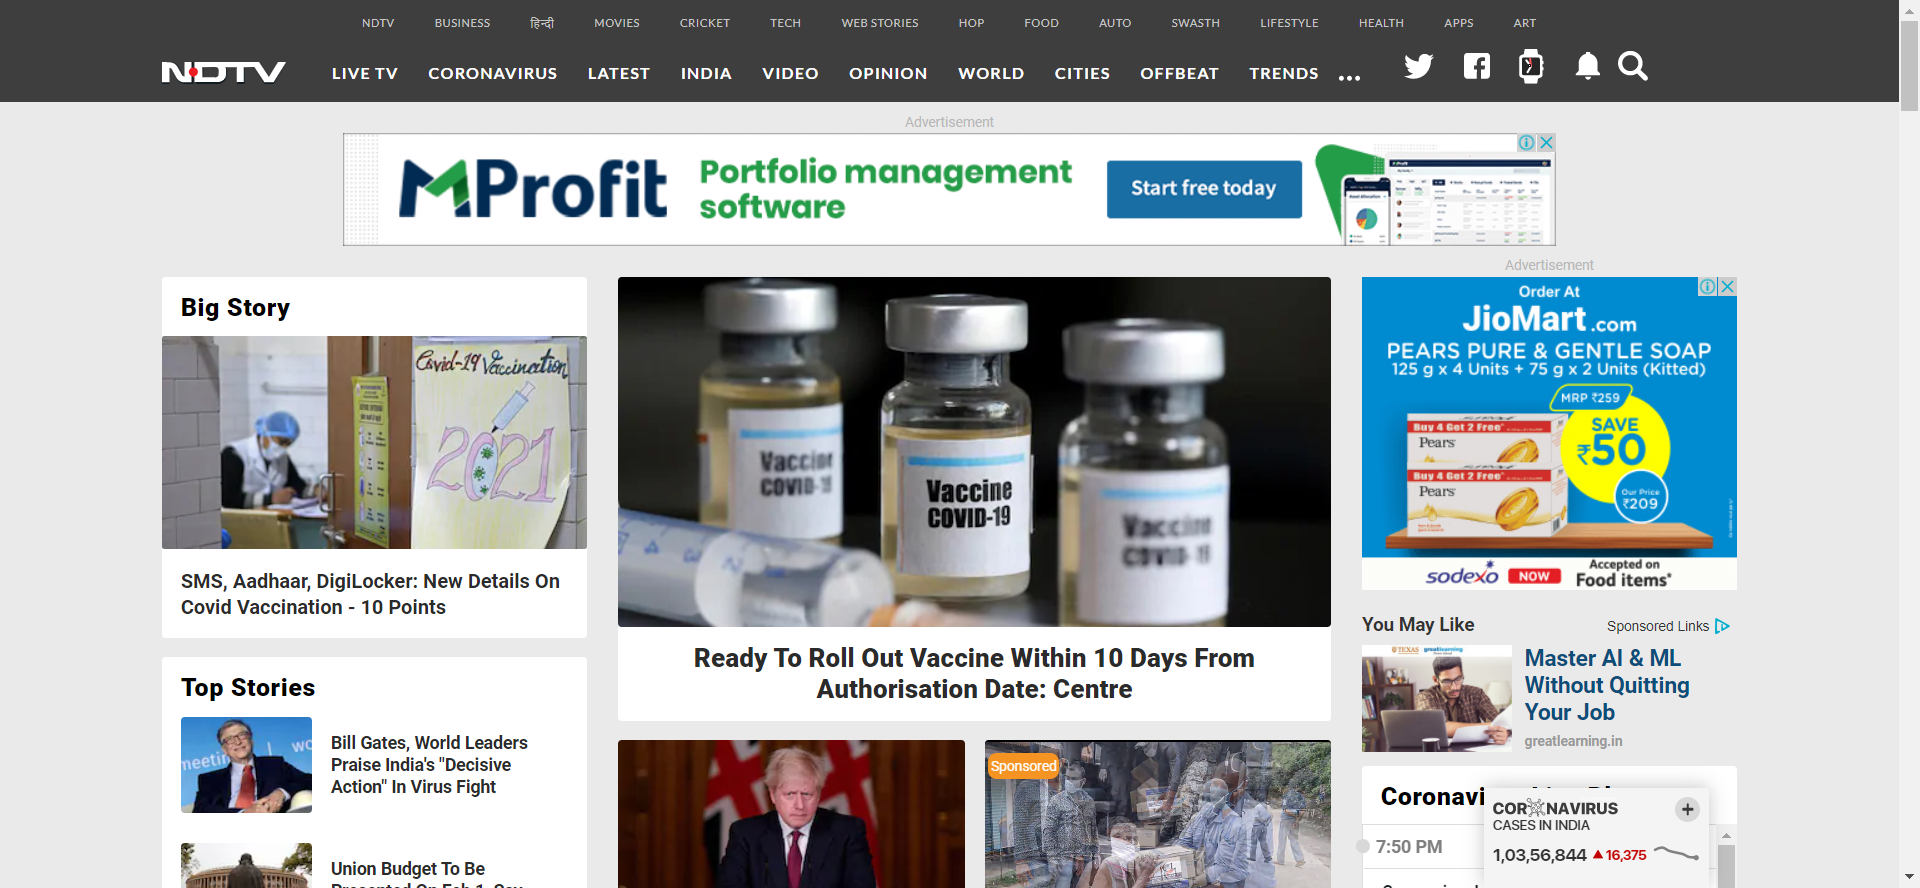 NDTV BUSINESS हिन्दी MOVIES CRICKET TECH WEB STORIES HOP FOOD AUTO SWASTH LIFESTYLE HEALTH APPS ART
NDTV LIVE TV CORONAVIRUS LATEST INDIA VIDEO OPINION WORLD CITIES OFFBEAT TRENDS ...
Advertisement
MProfit
Portfolio management
software
Start free today
Big Story
Covid-19 Vaccination
2021
SMS, Aadhaar, DigiLocker: New Details On
Covid Vaccination - 10 Points
Top Stories
Bill Gates, World Leaders
Praise India's "Decisive
Action" In Virus Fight
Union Budget To Be
Vaccine
COVID-19
Vaccine
COVID-19
Vaccine
COVID-19
Ready To Roll Out Vaccine Within 10 Days From
Authorisation Date: Centre
Sponsored
Advertisement
Order At
JioMart.com
PEARS PURE & GENTLE SOAP
125 g x 4 Units + 75 g x 2 Units (Kitted)
MRP ₹259
SAVE
₹50
Our Price
₹209
Buy 4 Get 2 Free*
Pears
Buy 4 Get 2 Free*
Pears
sodexo NOW Accepted on
Food items*
You May Like
Sponsored Links
TEXAS greatlearning
Master AI & ML
Without Quitting
Your Job
greatlearning.in
7:50 PM
CORONAVIRUS
CASES IN INDIA
1,03,56,844 16,375